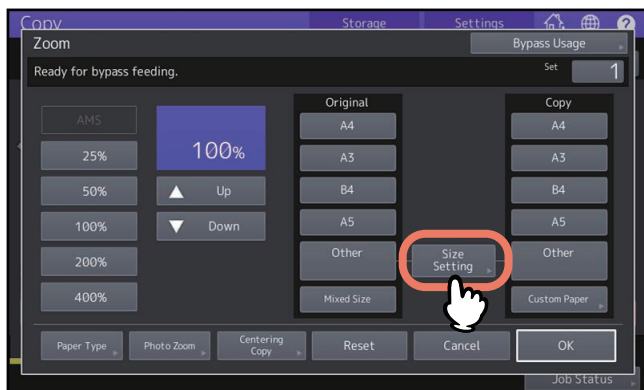 Copy
Storage
Settings
Zoom
Bypass Usage
Ready for bypass feeding.
Set
1
Original
Copy
AMS
25%
50%
100%
200%
400%
100%
Up
Down
A4
A3
B4
A5
Other
Mixed Size
Size
Setting
A4
A3
B4
A5
Other
Custom Paper
Paper Type
Photo Zoom
Centering
Copy
Reset
Cancel
OK
Job Status